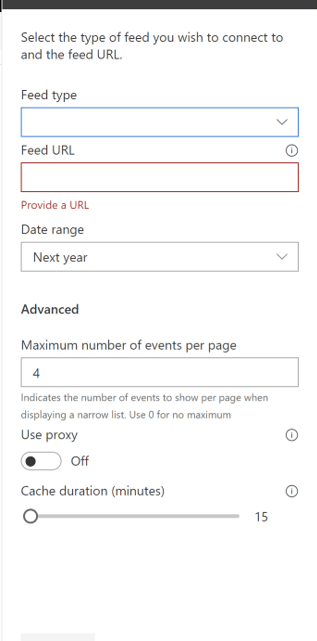 Select the type of feed you wish to connect to
and the feed URL.
Feed type
Feed URL
Provide a URL
Date range
Next year
Advanced
Maximum number of events per page
4
Indicates the number of events to show per page when
displaying a narrow list. Use 0 for no maximum
Use proxy
Off
Cache duration (minutes)
15